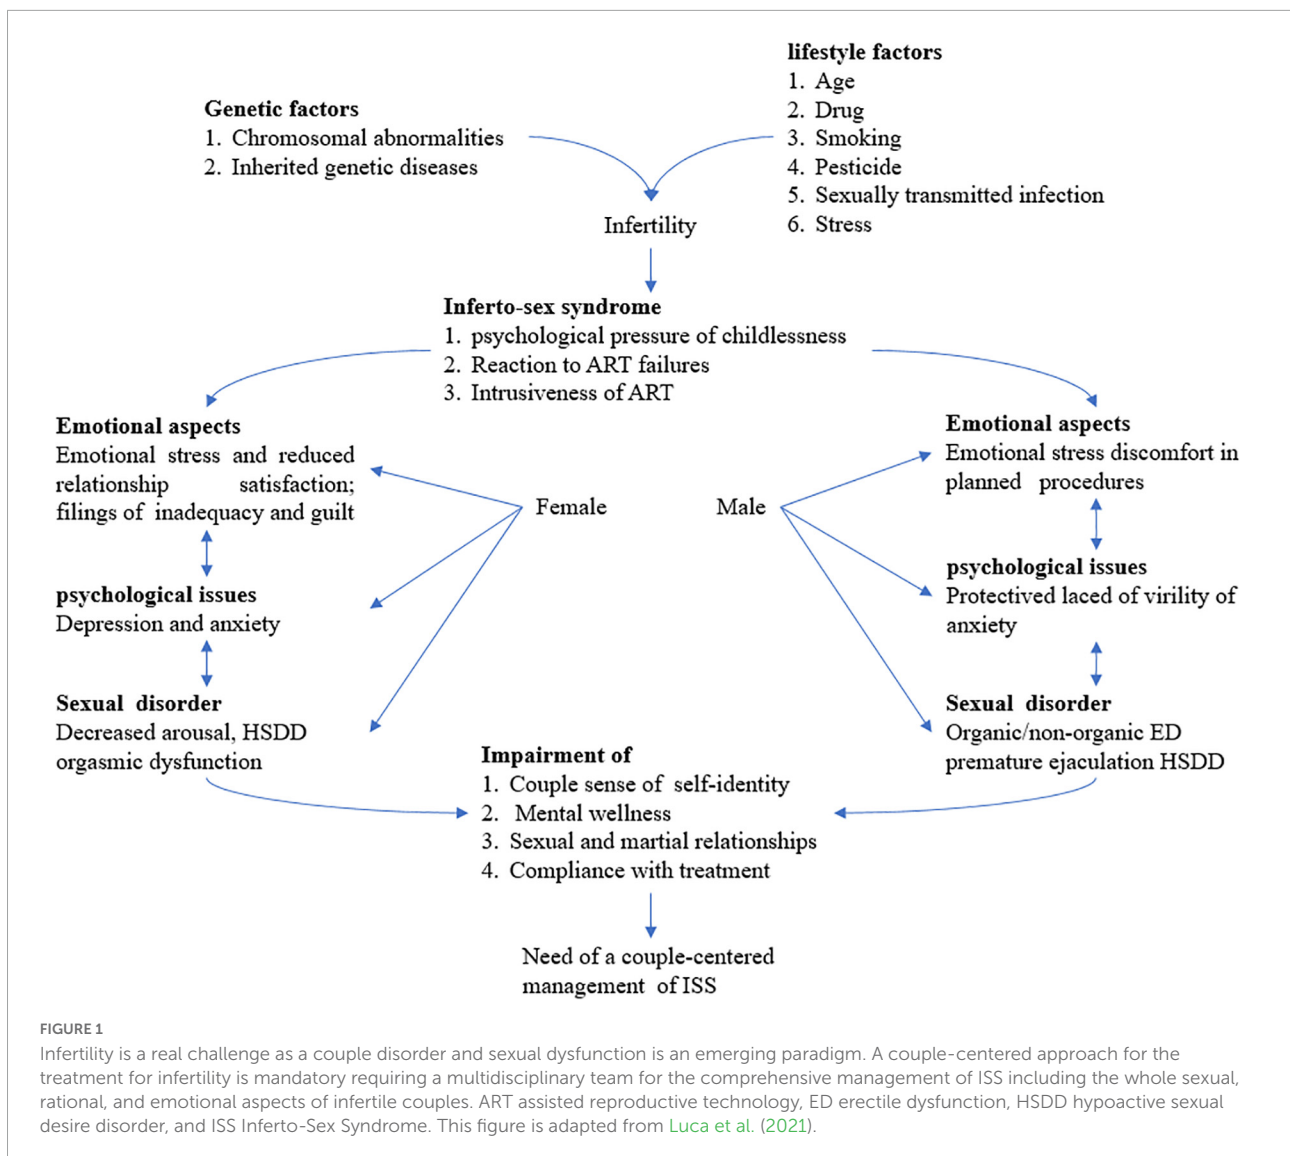 Genetic factors
1. Chromosomal abnormalities
2. Inherited genetic diseases
lifestyle factors
1. Age
2. Drug
3. Smoking
4. Pesticide
5. Sexually transmitted infection
6. Stress
Infertility
Inferto-sex syndrome
1. psychological pressure of childlessness
2. Reaction to ART failures
3. Intrusiveness of ART
Emotional aspects
Emotional stress and reduced
relationship satisfaction;
filings of inadequacy and guilt
psychological issues
Depression and anxiety
Sexual disorder
Decreased arousal, HSDD
orgasmic dysfunction
Female
Male
Emotional aspects
Emotional stress discomfort in
planned procedures
psychological issues
Protectived laced of virility of
anxiety
Sexual disorder
Organic/non-organic ED
premature ejaculation HSDD
Impairment of
1. Couple sense of self-identity
2. Mental wellness
3. Sexual and martial relationships
4. Compliance with treatment
Need of a couple-centered
management of ISS
FIGURE 1
Infertility is a real challenge as a couple disorder and sexual dysfunction is an emerging paradigm. A couple-centered approach for the
treatment for infertility is mandatory requiring a multidisciplinary team for the comprehensive management of ISS including the whole sexual,
rational, and emotional aspects of infertile couples. ART assisted reproductive technology, ED erectile dysfunction, HSDD hypoactive sexual
desire disorder, and ISS Inferto-Sex Syndrome. This figure is adapted from Luca et al. (2021).